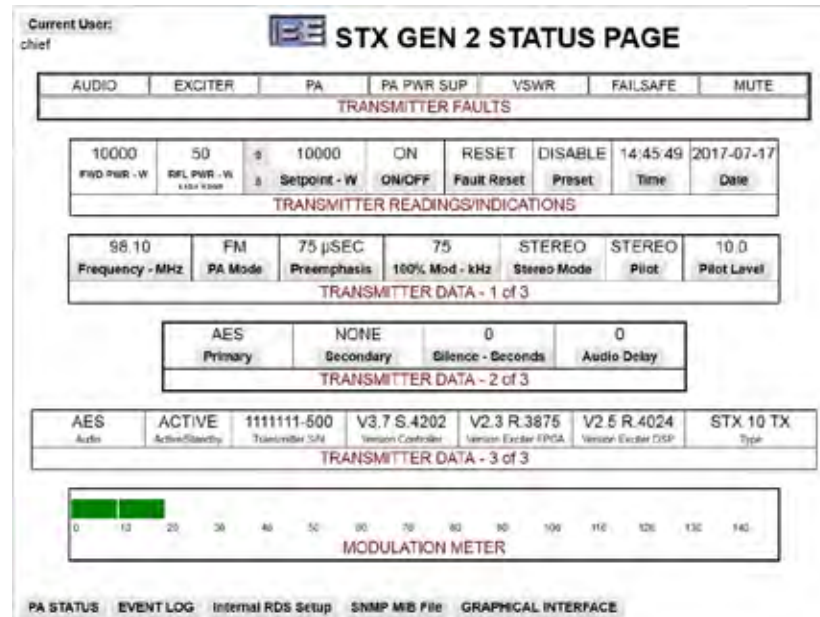 Current User:
chief
STX GEN 2 STATUS PAGE
AUDIO EXCITER PA PA PWR SUP VSWR FAILSAFE MUTE
TRANSMITTER FAULTS
10000 50 10000 ON RESET DISABLE 14:45:49 2017-07-17
FWD PWR - W RFL PWR - W Setpoint - W ON/OFF Fault Reset Preset Time Date
TRANSMITTER READINGS/INDICATIONS
98.10 FM 75 µSEC 75 STEREO STEREO 10.0
Frequency - MHz PA Mode Preemphasis 100% Mod - kHz Stereo Mode Pilot Pilot Level
TRANSMITTER DATA - 1 of 3
AES NONE 0 0
Primary Secondary Silence - Seconds Audio Delay
TRANSMITTER DATA - 2 of 3
AES ACTIVE 1111111-500 V3.7 S.4202 V2.3 R.3875 V2.5 R.4024 STX 10 TX
Audio Active/Standby Transmitter S/N Version Controller Version Exciter FPGA Version Exciter DSP Type
TRANSMITTER DATA - 3 of 3
0 10 20 30 40 50 60 70 80 90 100 110 120 130 140
MODULATION METER
PA STATUS EVENT LOG Internal RDS Setup SNMP MIB File GRAPHICAL INTERFACE